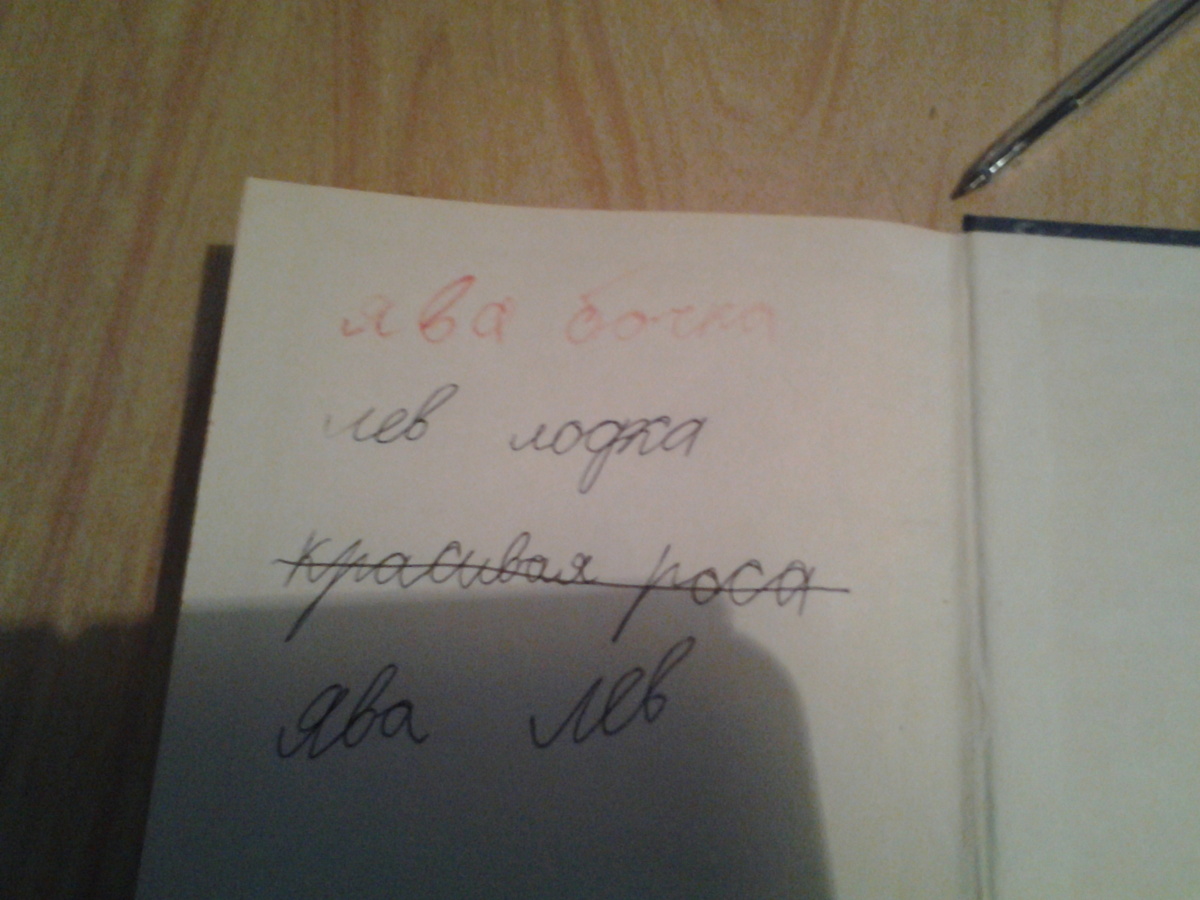 ява бочка
лев лодка
красивая роса
ява лев